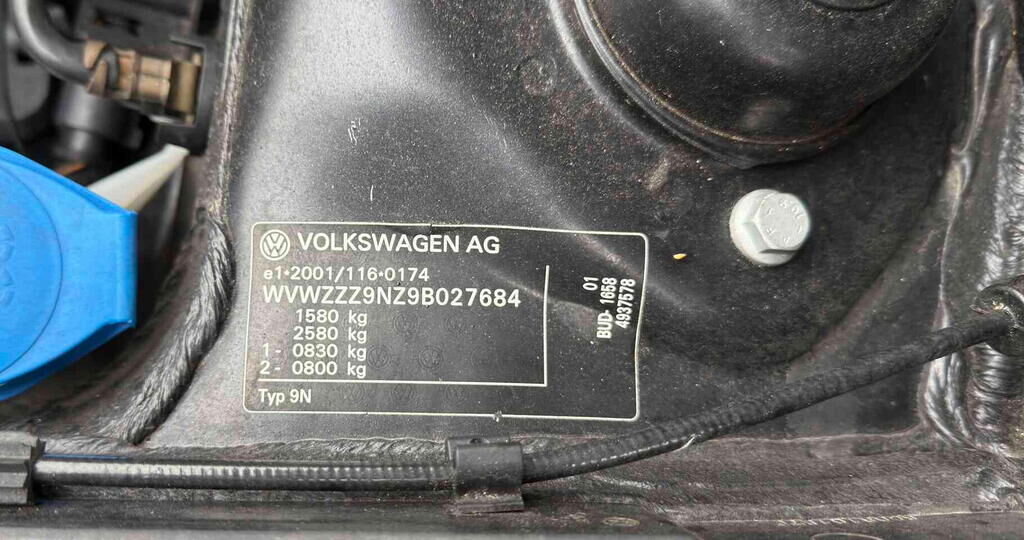 VOLKSWAGEN AG
e1*2001/116*0174
WVWZZZ9NZ9B027684
1580 kg
2580 kg
1- 0830 kg
2- 0800 kg
Typ 9N
01
BUD- 1658
4937578